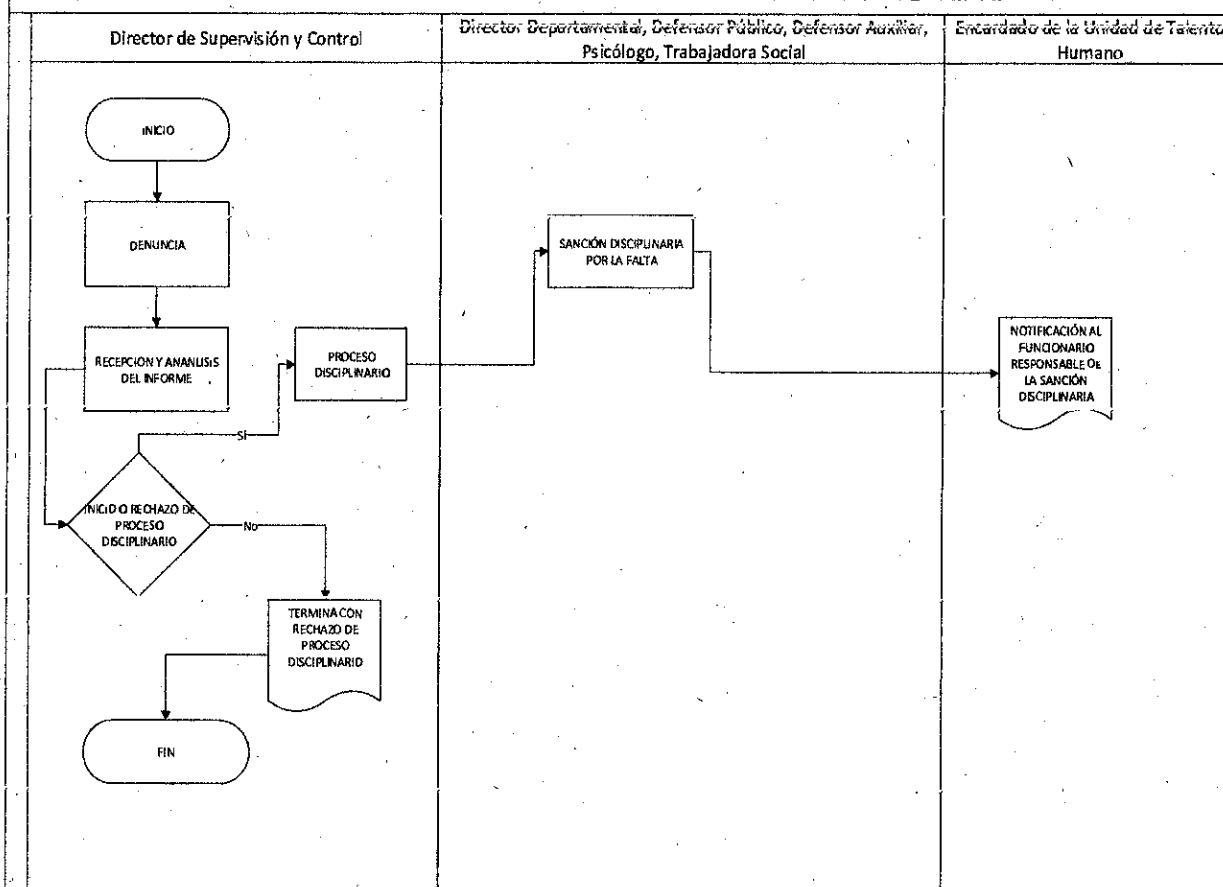 Director de Supervisión y Control
Director Departamental, Defensor Público, Defensor Auxiliar,
Psicólogo, Trabajadora Social
Encardado de la Unidad de Talento
Humano
INICIO
DENUNCIA
RECEPCION Y ANANLISIS
DEL INFORME
PROCESO
DISCIPLINARIO
SANCIÓN DISCIPLINARIA
POR LA FALTA
NOTIFICACIÓN AL
FUNCIONARIO
RESPONSABLE DE
LA SANCIÓN
DISCIPLINARIA
Sí
INICIO O RECHAZO DE
PROCESO
DISCIPLINARIO
No
TERMINA CON
RECHAZO DE
PROCESO
DISCIPLINARIO
FIN